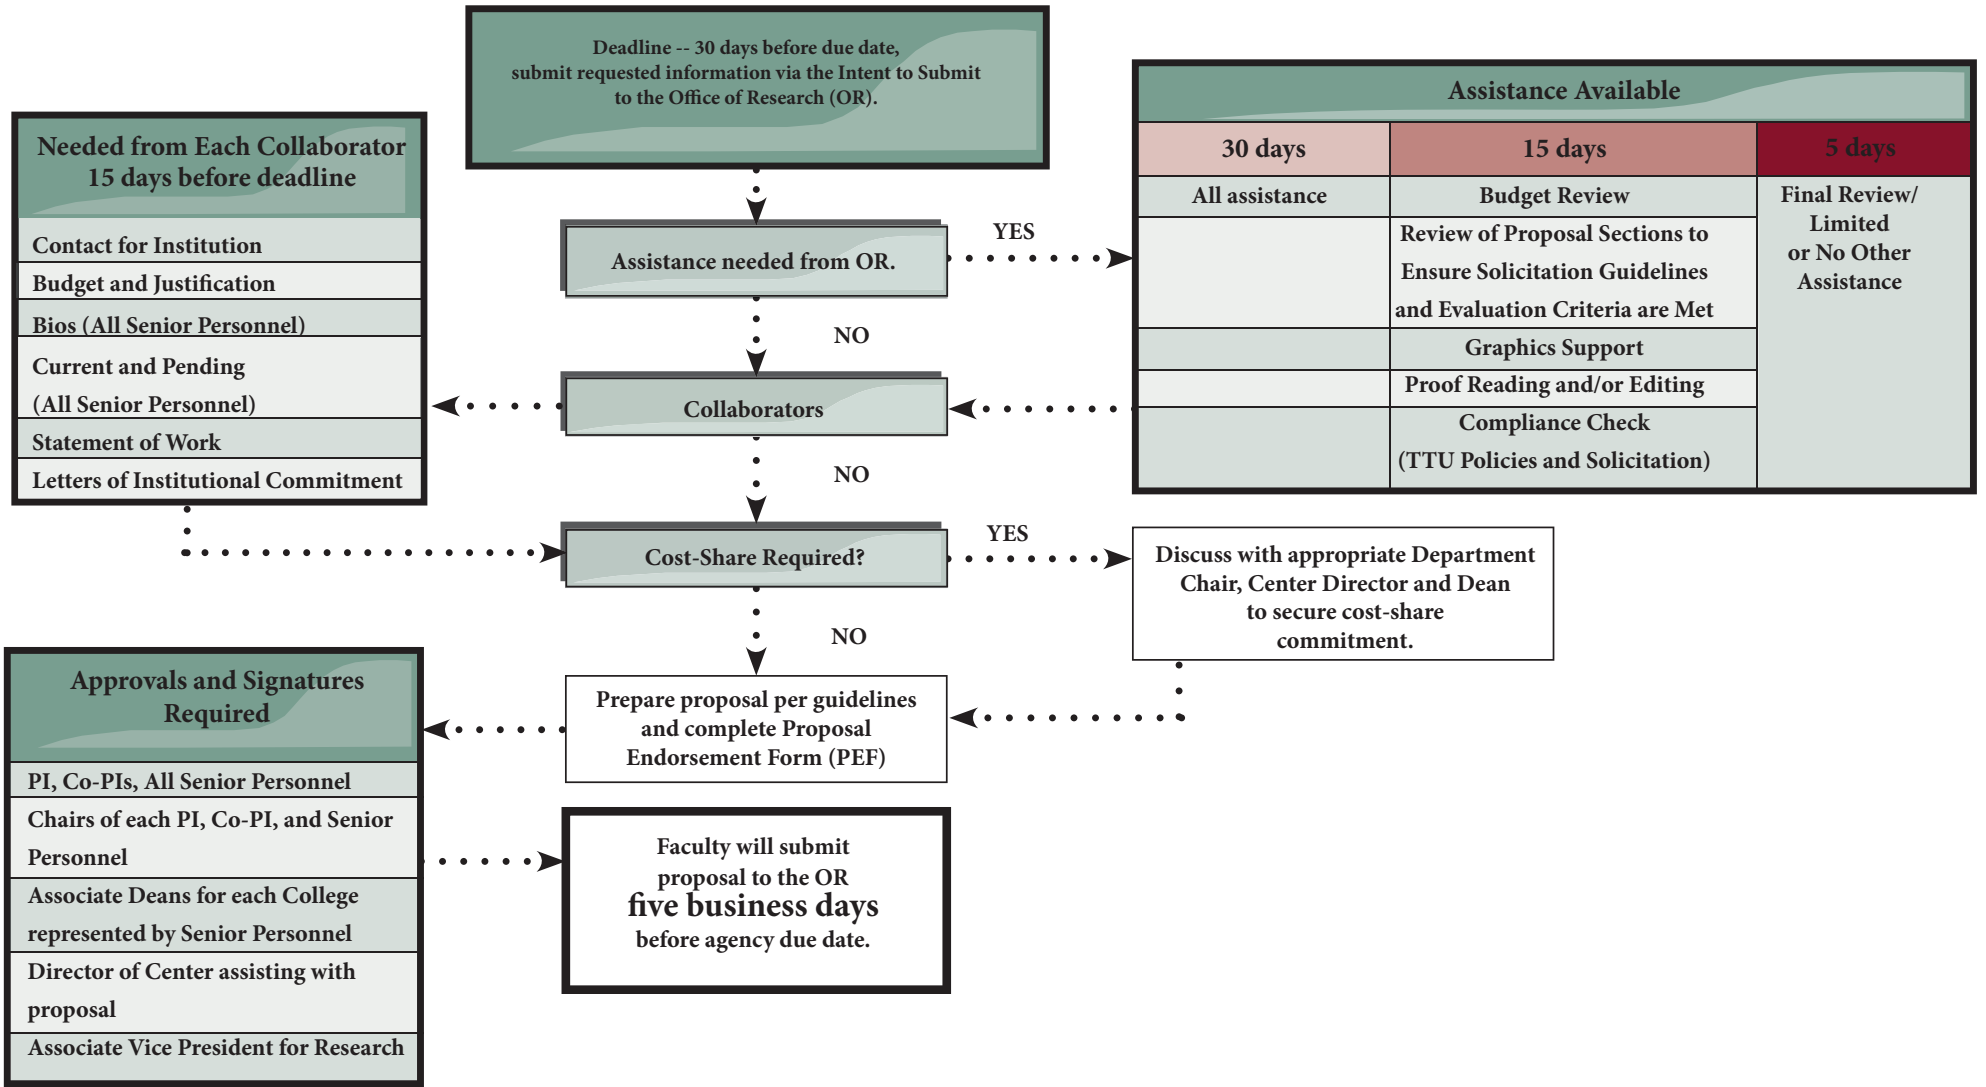 Deadline -- 30 days before due date,
submit requested information via the Intent to Submit
to the Office of Research (OR).
Needed from Each Collaborator
15 days before deadline
Contact for Institution
Budget and Justification
Bios (All Senior Personnel)
Current and Pending
(All Senior Personnel)
Statement of Work
Letters of Institutional Commitment
Assistance Available
30 days
15 days
5 days
All assistance
Budget Review
Review of Proposal Sections to
Ensure Solicitation Guidelines
and Evaluation Criteria are Met
Graphics Support
Proof Reading and/or Editing
Compliance Check
(TTU Policies and Solicitation)
Final Review/
Limited
or No Other
Assistance
Assistance needed from OR.
YES
NO
Collaborators
NO
Cost-Share Required?
YES
NO
Discuss with appropriate Department
Chair, Center Director and Dean
to secure cost-share
commitment.
Prepare proposal per guidelines
and complete Proposal
Endorsement Form (PEF)
Approvals and Signatures
Required
PI, Co-PIs, All Senior Personnel
Chairs of each PI, Co-PI, and Senior
Personnel
Associate Deans for each College
represented by Senior Personnel
Director of Center assisting with
proposal
Associate Vice President for Research
Faculty will submit
proposal to the OR
five business days
before agency due date.